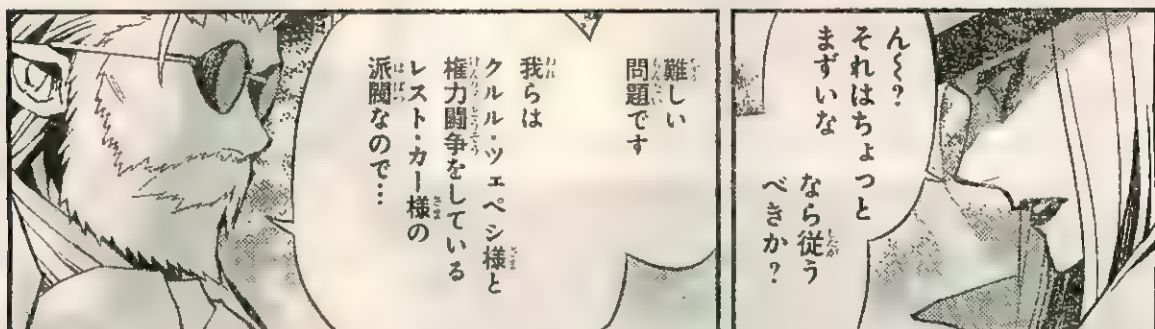 ん～？
それはちょっと
まずいな
なら従う
べきか？
難しい
問題です
我らは
クルル・ツェペシ様と
権力闘争をしている
レスト・カー様の
派閥なので…